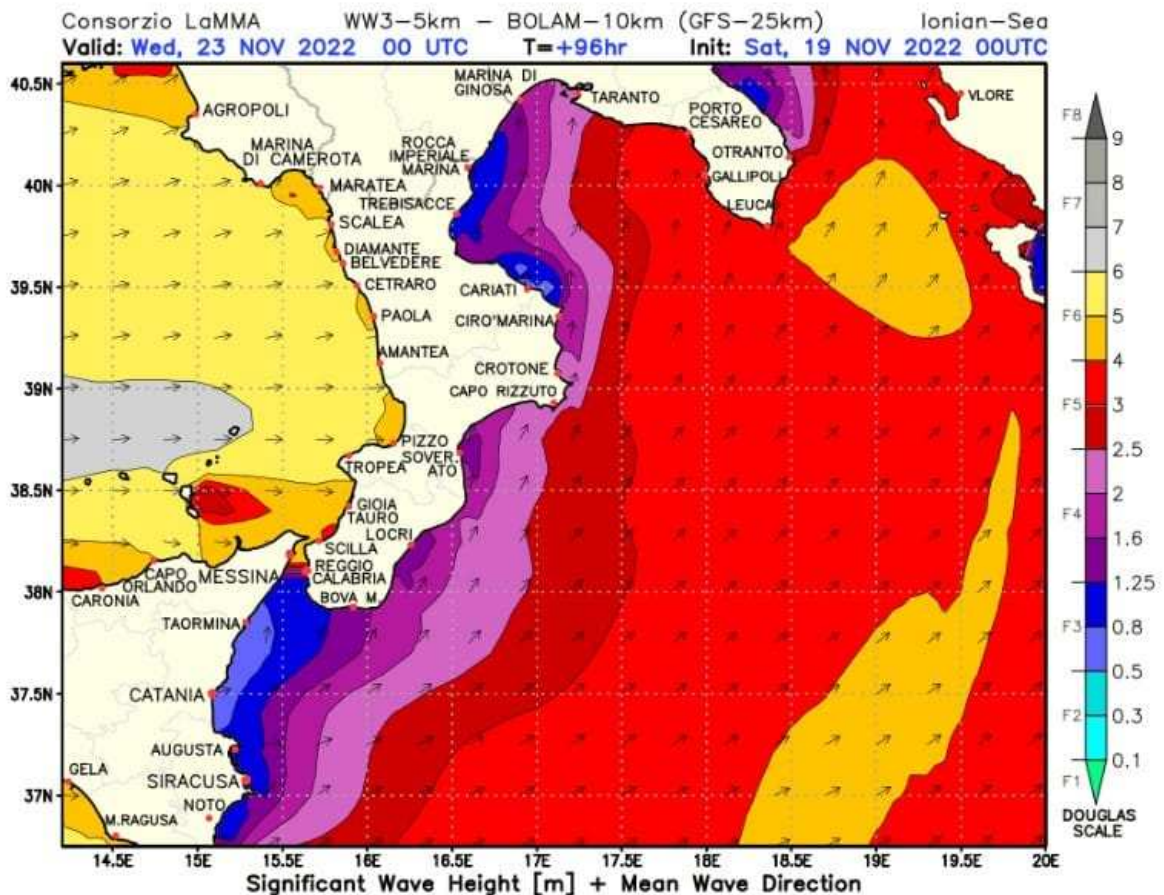 Consorzio LaMMA WW3-5km - BOLAM-10km (GFS-25km) Ionian-Sea
Valid: Wed, 23 NOV 2022 00 UTC T=+96hr Init: Sat, 19 NOV 2022 00UTC
40.5N
40N
39.5N
39N
38.5N
38N
37.5N
37N
AGROPOLI
MARINA
DI CAMEROTA
MARATEA
SCALEA
DIAMANTE
BELVEDERE
CETRARO
PAOLA
AMANTEA
PIZZO
TROPEA
GIOIA
TAURO
SCILLA
REGGIO
CALABRIA
BOVA M.
LOCRI
SOVER.
ATO
CAPO RIZZUTO
CROTONE
CIRO'MARINA
CARIATI
TREBISACCE
ROCCA
IMPERIALE
MARINA
MARINA DI
GINOSA
TARANTO
PORTO
CESAREO
OTRANTO
GALLIPOLI
LEUCA
VLORE
MESSINA
CAPO
ORLANDO
CARONIA
TAORMINA
CATANIA
AUGUSTA
SIRACUSA
NOTO
GELA
M.RAGUSA
14.5E 15E 15.5E 16E 16.5E 17E 17.5E 18E 18.5E 19E 19.5E 20E
Significant Wave Height [m] + Mean Wave Direction
F8
9
8
F7
7
6
F6
5
4
F5
3
2.5
2
F4
1.6
1.25
F3
0.8
0.5
F2
0.3
0.1
F1
DOUGLAS
SCALE